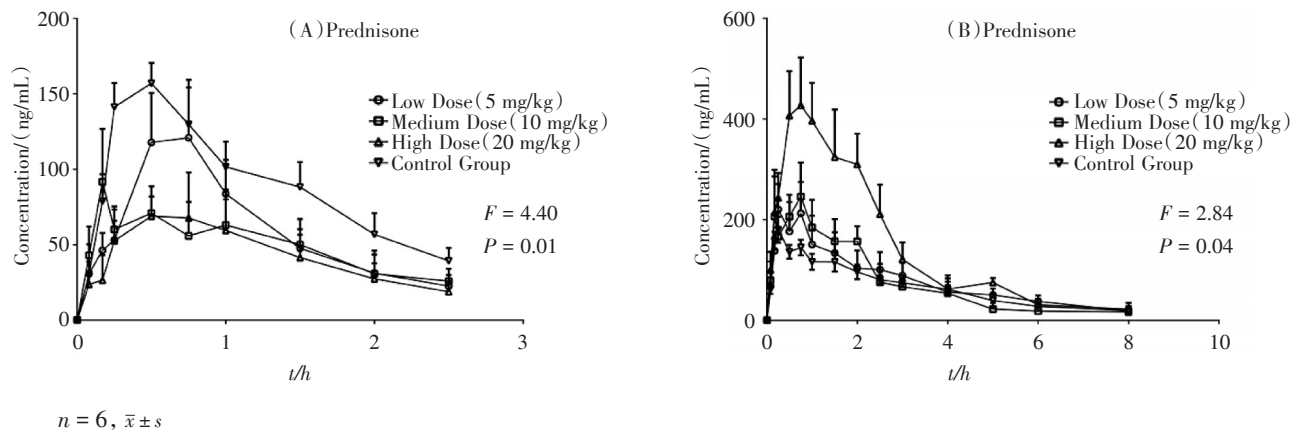 (A)Prednisone
200
150
100
50
0
Concentration/(ng/mL)
Low Dose(5 mg/kg)
Medium Dose(10 mg/kg)
High Dose(20 mg/kg)
Control Group
F = 4.40
P = 0.01
0 1 2 3
t/h
(B)Prednisone
600
400
200
0
Concentration/(ng/mL)
Low Dose(5 mg/kg)
Medium Dose(10 mg/kg)
High Dose(20 mg/kg)
Control Group
F = 2.84
P = 0.04
0 2 4 6 8 10
t/h
n = 6, x̄ ± s